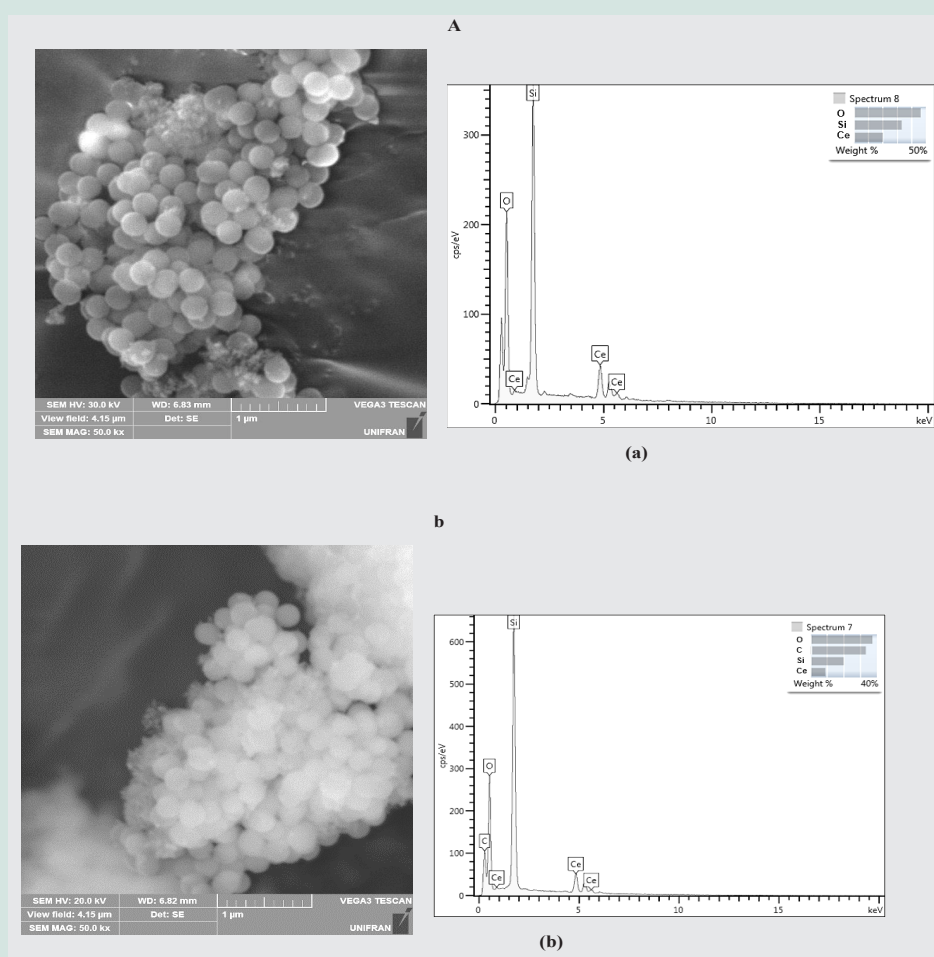 A
SEM HV: 30.0 kV WD: 6.83 mm VEGA3 TESCAN
View field: 4.15 µm Det: SE 1 µm
SEM MAG: 50.0 kx UNIFRAN
Si
O
Ce
Ce
Ce
cps/eV
300
200
100
0
0 5 10 15 keV
Spectrum 8
O
Si
Ce
Weight % 50%
(a)
b
SEM HV: 20.0 kV WD: 6.82 mm VEGA3 TESCAN
View field: 4.15 µm Det: SE 1 µm
SEM MAG: 50.0 kx UNIFRAN
Si
O
C
Ce
Ce
Ce
cps/eV
600
500
400
300
200
100
0
0 5 10 15 keV
Spectrum 7
O
C
Si
Ce
Weight % 40%
(b)